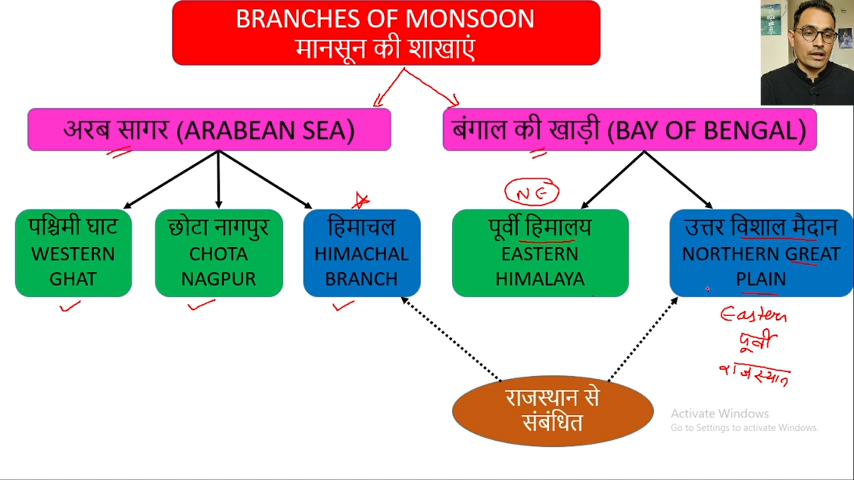 BRANCHES OF MONSOON
मानसून की शाखाएं
अरब सागर (ARABEAN SEA)
बंगाल की खाड़ी (BAY OF BENGAL)
NE
पश्चिमी घाट
WESTERN
GHAT
छोटा नागपुर
CHOTA
NAGPUR
हिमाचल
HIMACHAL
BRANCH
पूर्वी हिमालय
EASTERN
HIMALAYA
उत्तर विशाल मैदान
NORTHERN GREAT
PLAIN
Eastern
पूर्वी
राजस्थान
राजस्थान से
संबंधित
Activate Windows
Go to Settings to activate Windows.